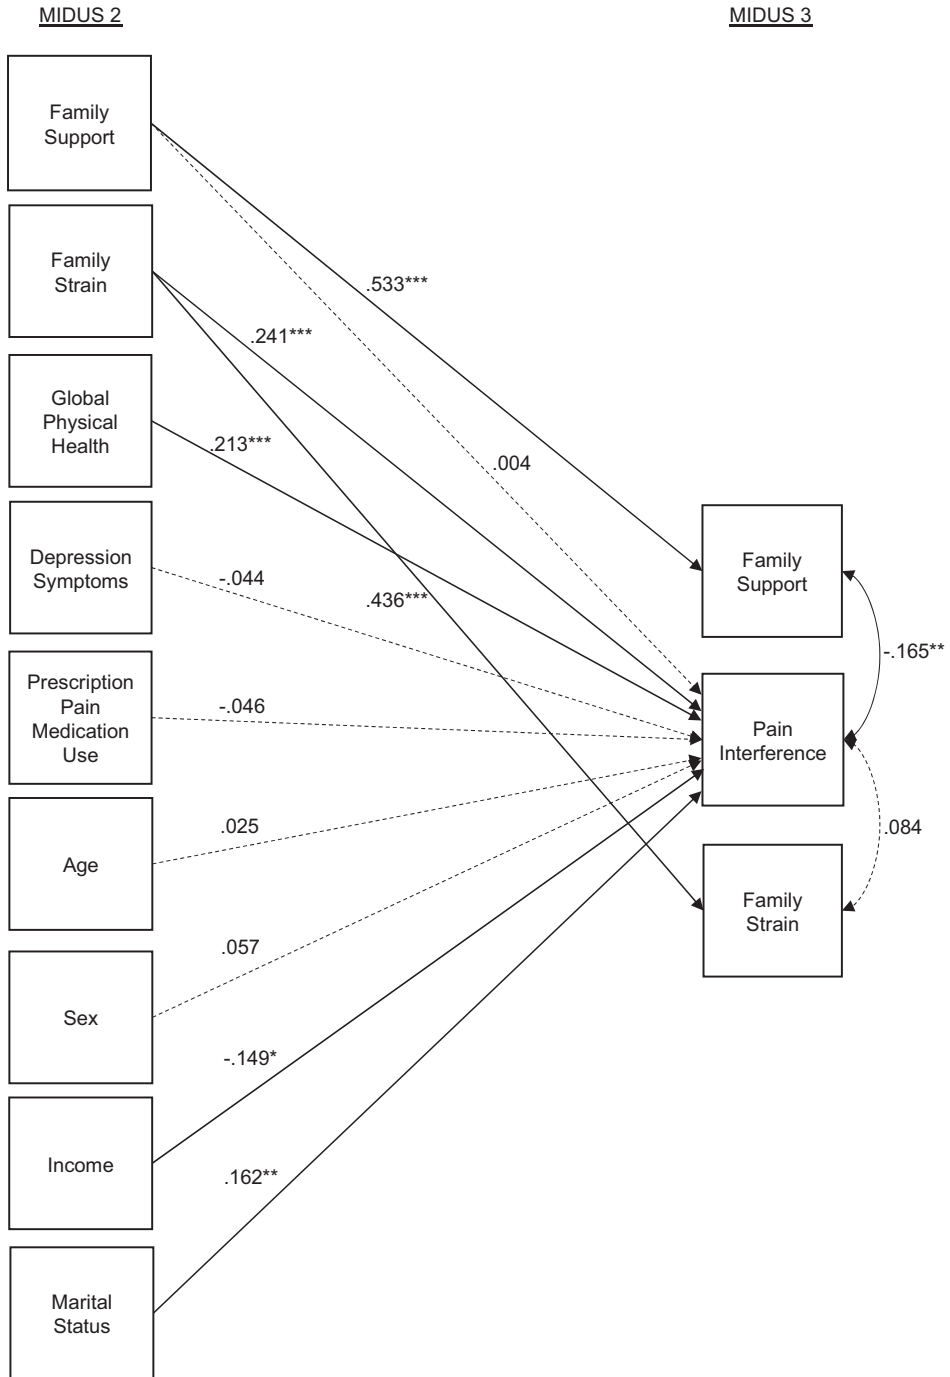 MIDUS 2
MIDUS 3
Family
Support
Family
Strain
.533***
.241***
Global
Physical
Health
.213***
.004
Depression
Symptoms
-.044
.436***
Family
Support
-.165**
Prescription
Pain
Medication
Use
-.046
Pain
Interference
Age
.025
.084
Family
Strain
Sex
.057
-.149*
Income
.162**
Marital
Status